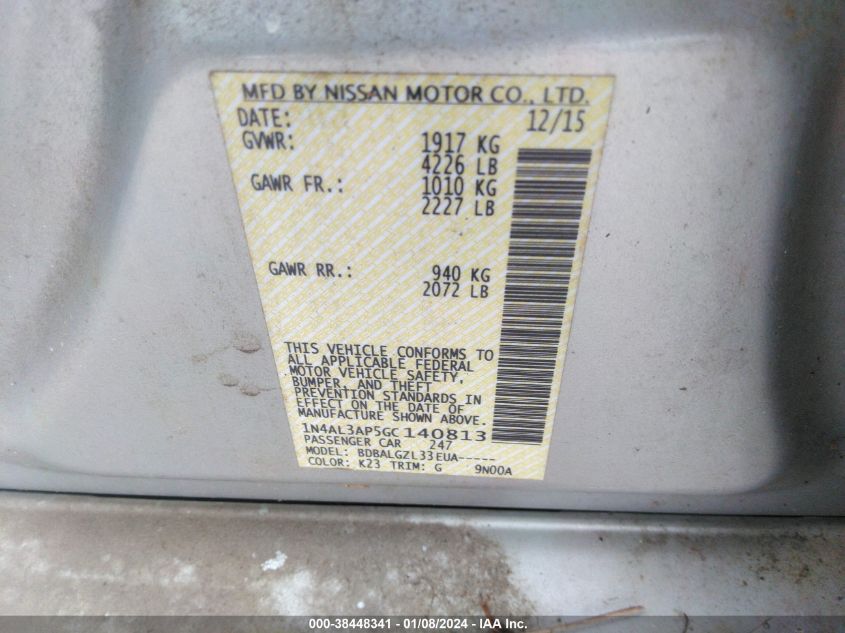 MFD BY NISSAN MOTOR CO., LTD.
DATE: 12/15
GVWR: 1917 KG
4226 LB
GAWR FR.: 1010 KG
2227 LB
GAWR RR.: 940 KG
2072 LB
THIS VEHICLE CONFORMS TO
ALL APPLICABLE FEDERAL
MOTOR VEHICLE SAFETY,
BUMPER, AND THEFT
PREVENTION STANDARDS IN
EFFECT ON THE DATE OF
MANUFACTURE SHOWN ABOVE.
1N4AL3AP5GC140813
PASSENGER CAR 247
MODEL: BDBALGZL33EUA-----
COLOR: K23 TRIM: G 9N00A
000-38448341 - 01/08/2024 - IAA Inc.